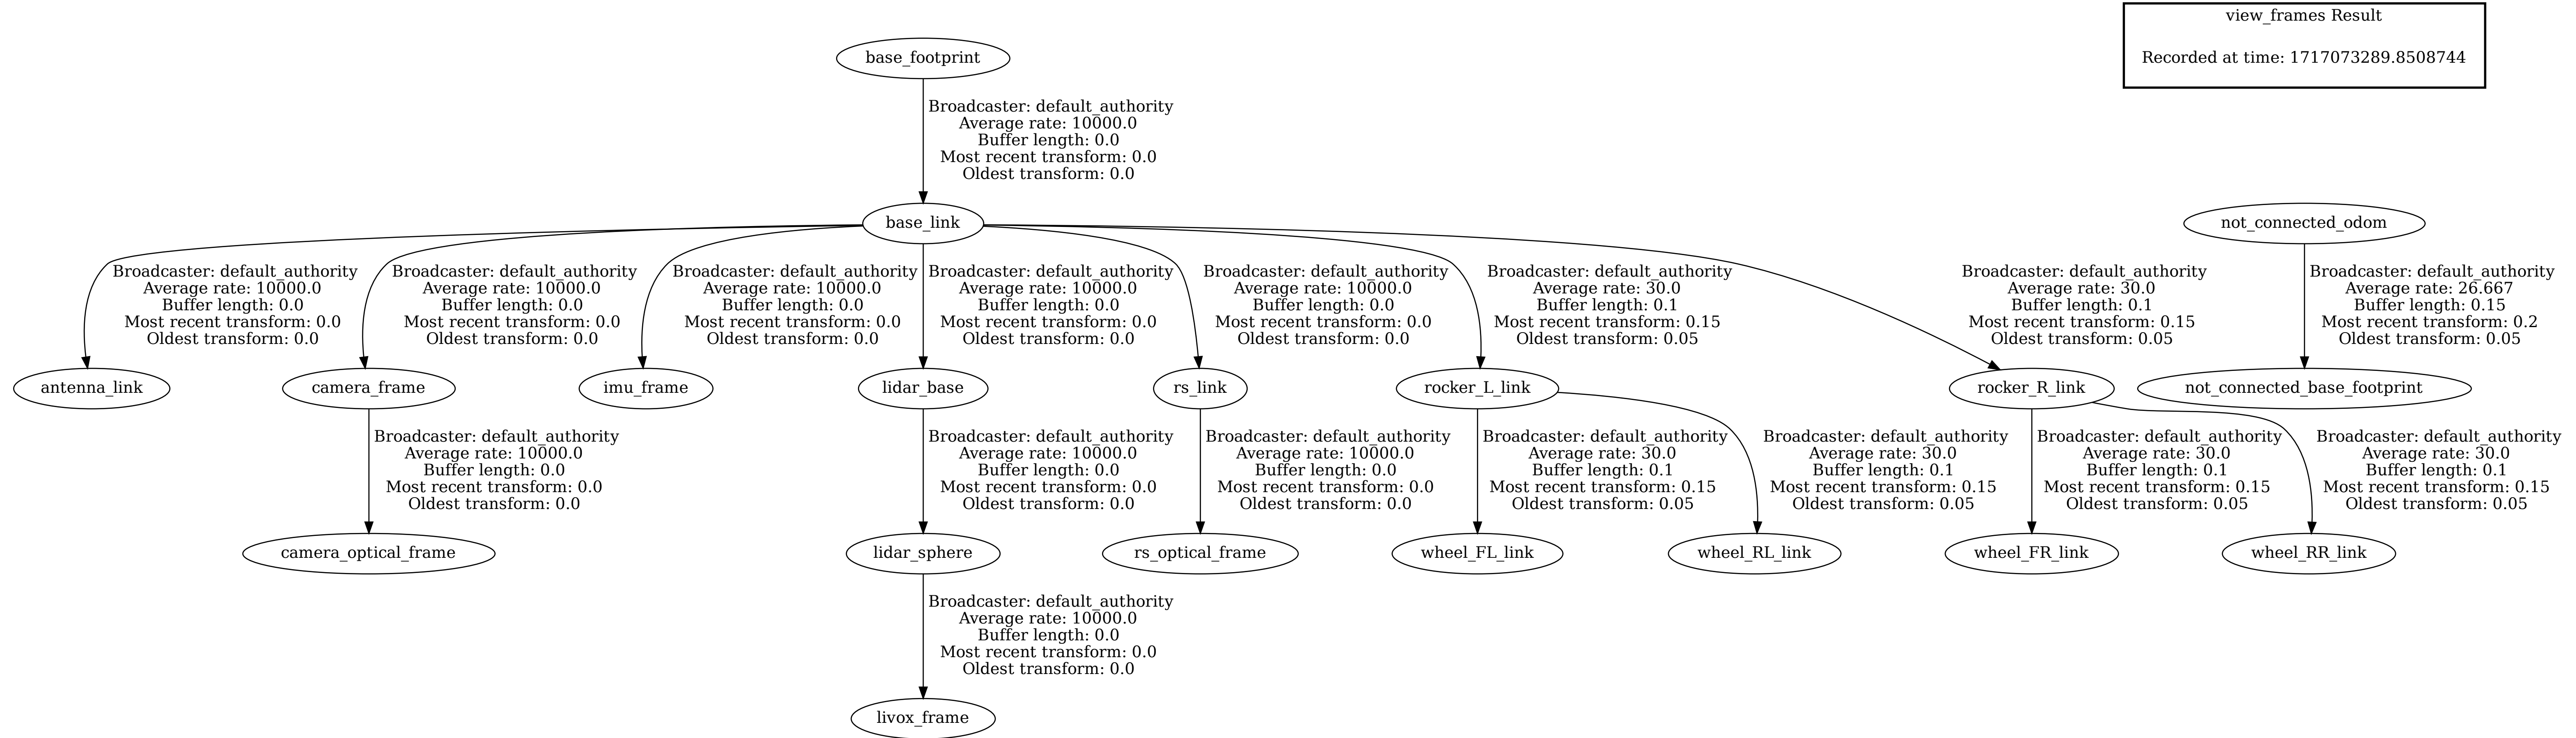 view_frames Result
Recorded at time: 1717073289.8508744
base_footprint
Broadcaster: default_authority
Average rate: 10000.0
Buffer length: 0.0
Most recent transform: 0.0
Oldest transform: 0.0
base_link
not_connected_odom
Broadcaster: default_authority
Average rate: 10000.0
Buffer length: 0.0
Most recent transform: 0.0
Oldest transform: 0.0
Broadcaster: default_authority
Average rate: 10000.0
Buffer length: 0.0
Most recent transform: 0.0
Oldest transform: 0.0
Broadcaster: default_authority
Average rate: 10000.0
Buffer length: 0.0
Most recent transform: 0.0
Oldest transform: 0.0
Broadcaster: default_authority
Average rate: 10000.0
Buffer length: 0.0
Most recent transform: 0.0
Oldest transform: 0.0
Broadcaster: default_authority
Average rate: 10000.0
Buffer length: 0.0
Most recent transform: 0.0
Oldest transform: 0.0
Broadcaster: default_authority
Average rate: 30.0
Buffer length: 0.1
Most recent transform: 0.15
Oldest transform: 0.05
Broadcaster: default_authority
Average rate: 30.0
Buffer length: 0.1
Most recent transform: 0.15
Oldest transform: 0.05
Broadcaster: default_authority
Average rate: 26.667
Buffer length: 0.15
Most recent transform: 0.2
Oldest transform: 0.05
antenna_link
camera_frame
imu_frame
lidar_base
rs_link
rocker_L_link
rocker_R_link
not_connected_base_footprint
Broadcaster: default_authority
Average rate: 10000.0
Buffer length: 0.0
Most recent transform: 0.0
Oldest transform: 0.0
Broadcaster: default_authority
Average rate: 10000.0
Buffer length: 0.0
Most recent transform: 0.0
Oldest transform: 0.0
Broadcaster: default_authority
Average rate: 10000.0
Buffer length: 0.0
Most recent transform: 0.0
Oldest transform: 0.0
Broadcaster: default_authority
Average rate: 30.0
Buffer length: 0.1
Most recent transform: 0.15
Oldest transform: 0.05
Broadcaster: default_authority
Average rate: 30.0
Buffer length: 0.1
Most recent transform: 0.15
Oldest transform: 0.05
Broadcaster: default_authority
Average rate: 30.0
Buffer length: 0.1
Most recent transform: 0.15
Oldest transform: 0.05
Broadcaster: default_authority
Average rate: 30.0
Buffer length: 0.1
Most recent transform: 0.15
Oldest transform: 0.05
camera_optical_frame
lidar_sphere
rs_optical_frame
wheel_FL_link
wheel_RL_link
wheel_FR_link
wheel_RR_link
Broadcaster: default_authority
Average rate: 10000.0
Buffer length: 0.0
Most recent transform: 0.0
Oldest transform: 0.0
livox_frame